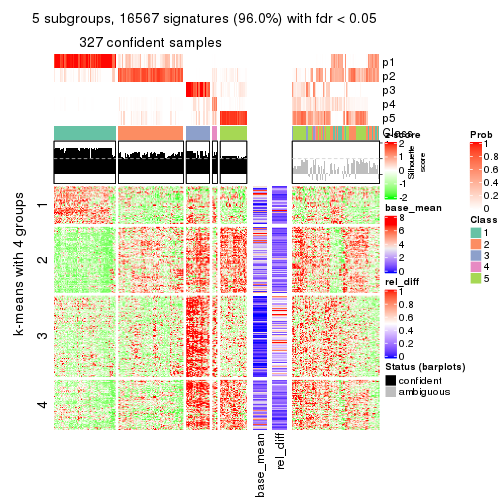 5 subgroups, 16567 signatures (96.0%) with fdr < 0.05
327 confident samples
p1
p2
p3
p4
p5
Class
Silhouette
score
1
2
3
4
k-means with 4 groups
base_mean
rel_diff
z-score
2
1
0
-1
-2
base_mean
8
6
4
2
0
rel_diff
1
0.8
0.6
0.4
0.2
0
Status (barplots)
confident
ambiguous
Prob
1
0.8
0.6
0.4
0.2
0
Class
1
2
3
4
5